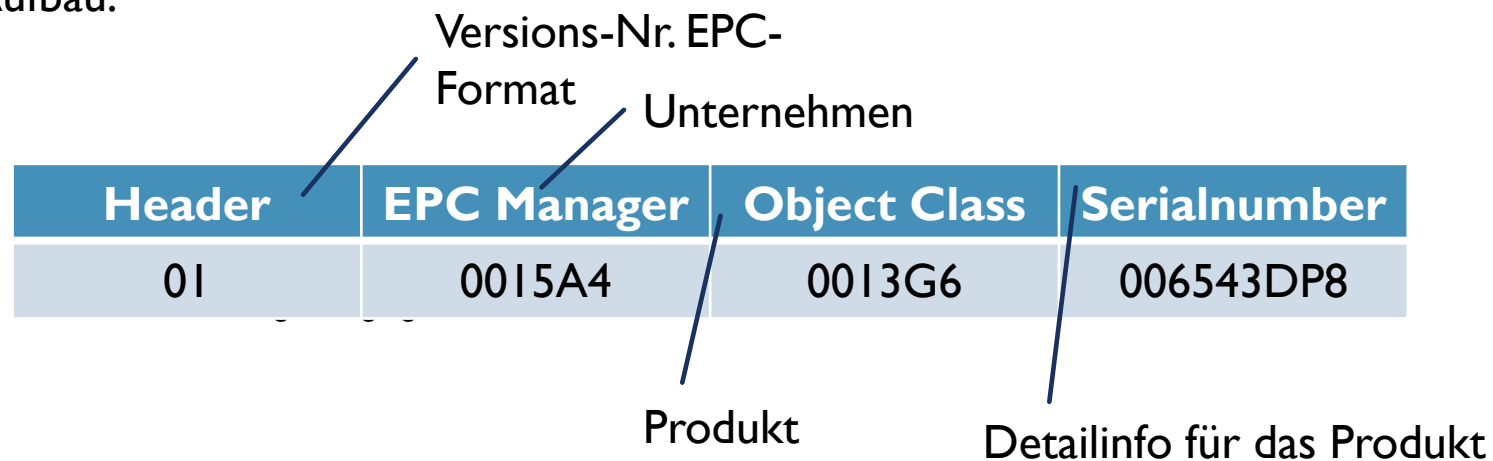 Aufbau:
Versions-Nr. EPC-
Format
Unternehmen
Header EPC Manager Object Class Serialnumber
01 0015A4 0013G6 006543DP8
Produkt
Detailinfo für das Produkt